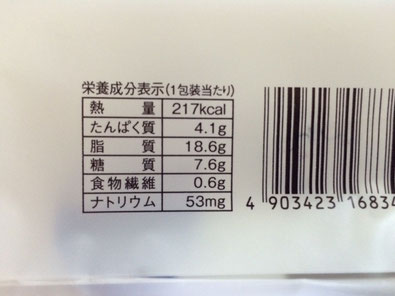 栄養成分表示(1包装当たり)
熱量 217kcal
たんぱく質 4.1g
脂質 18.6g
糖質 7.6g
食物繊維 0.6g
ナトリウム 53mg
4 903423 16834